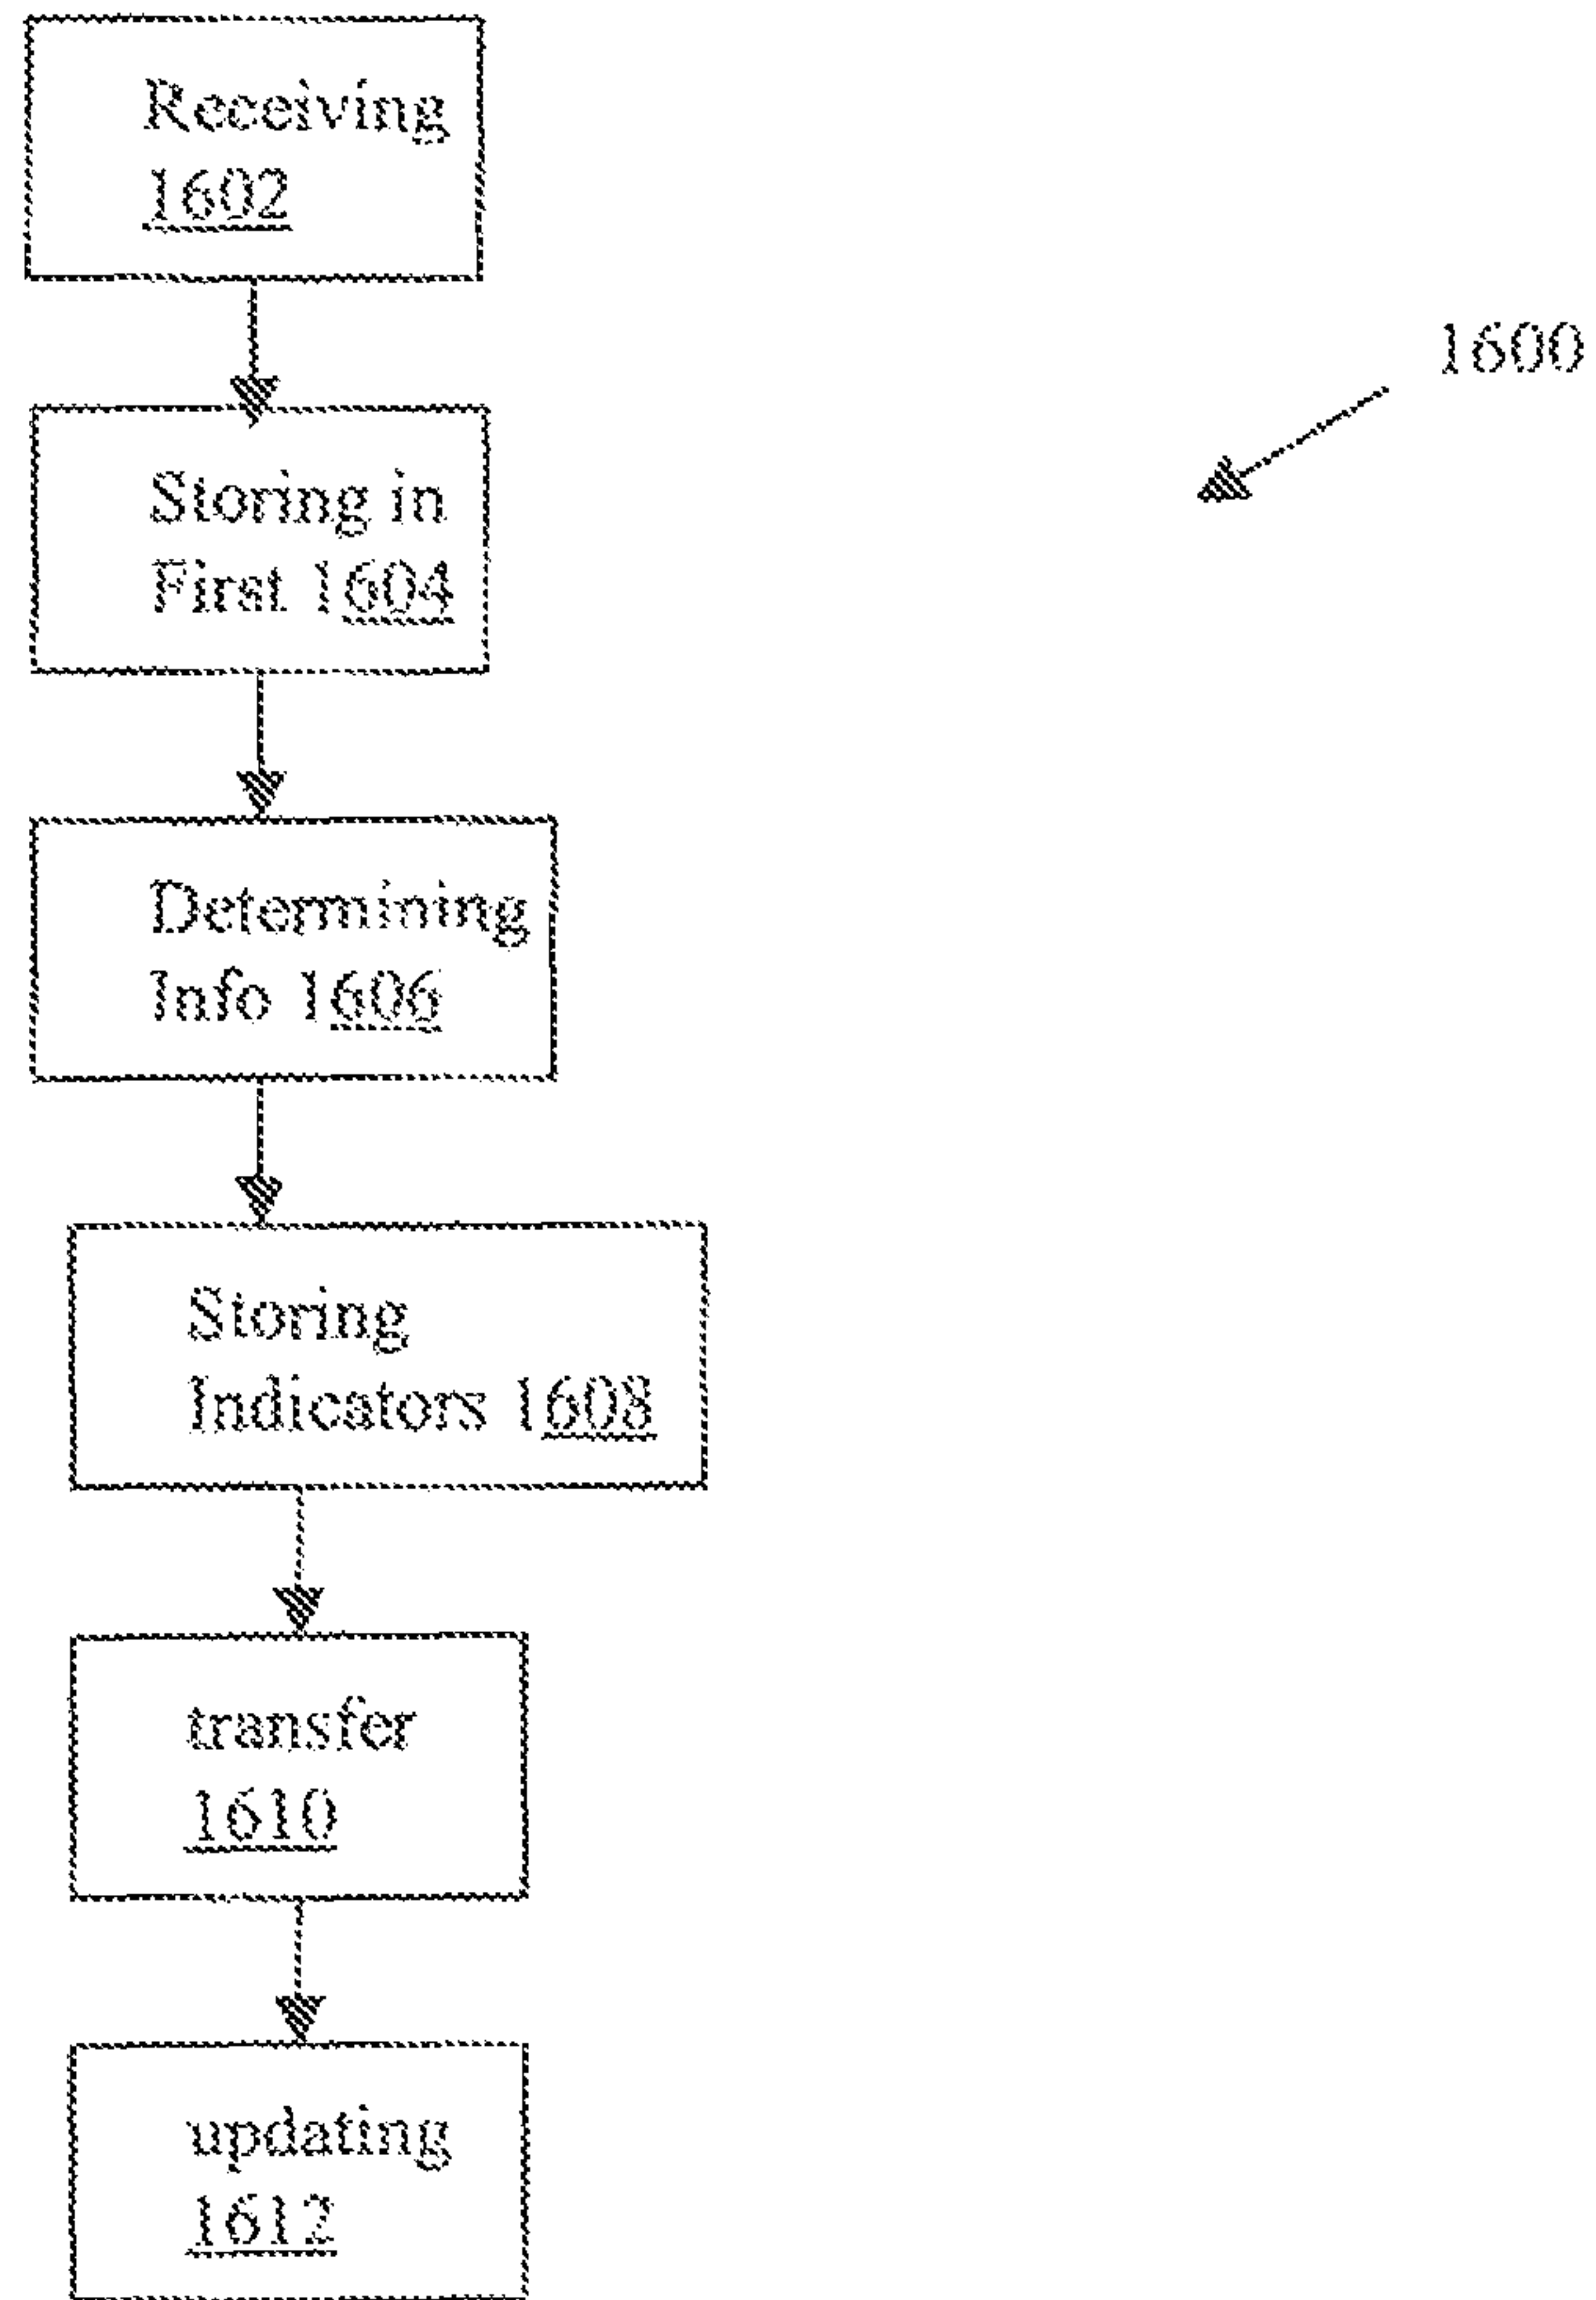 Receiving
1602
1600
Storing in
First 1604
Determining
Info 1606
Storing
Indicators 1608
transfer
1610
updating
1612